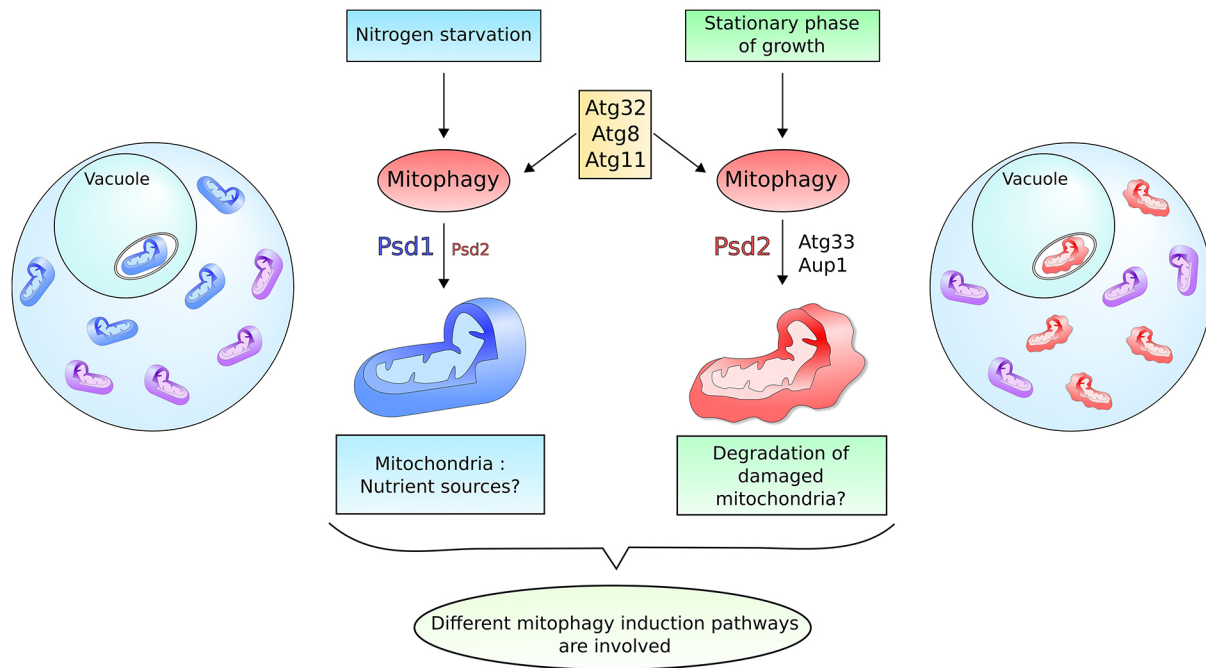 Nitrogen starvation
Stationary phase
of growth
Atg32
Atg8
Atg11
Mitophagy
Mitophagy
Vacuole
Vacuole
Psd1
Psd2
Psd2
Atg33
Aup1
Mitochondria :
Nutrient sources?
Degradation of
damaged
mitochondria?
Different mitophagy induction pathways
are involved